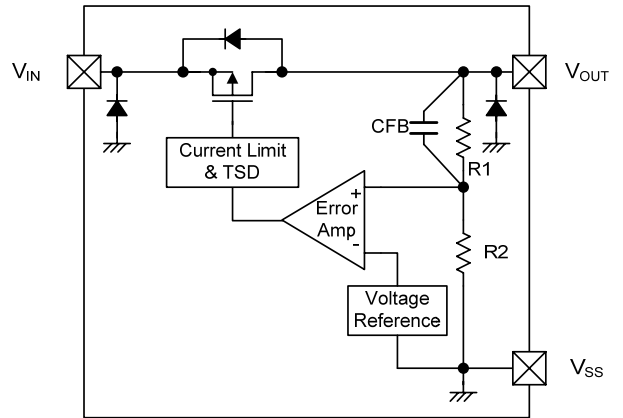 VIN
VOUT
CFB
R1
Current Limit
& TSD
+
Error
Amp
-
R2
Voltage
Reference
VSS